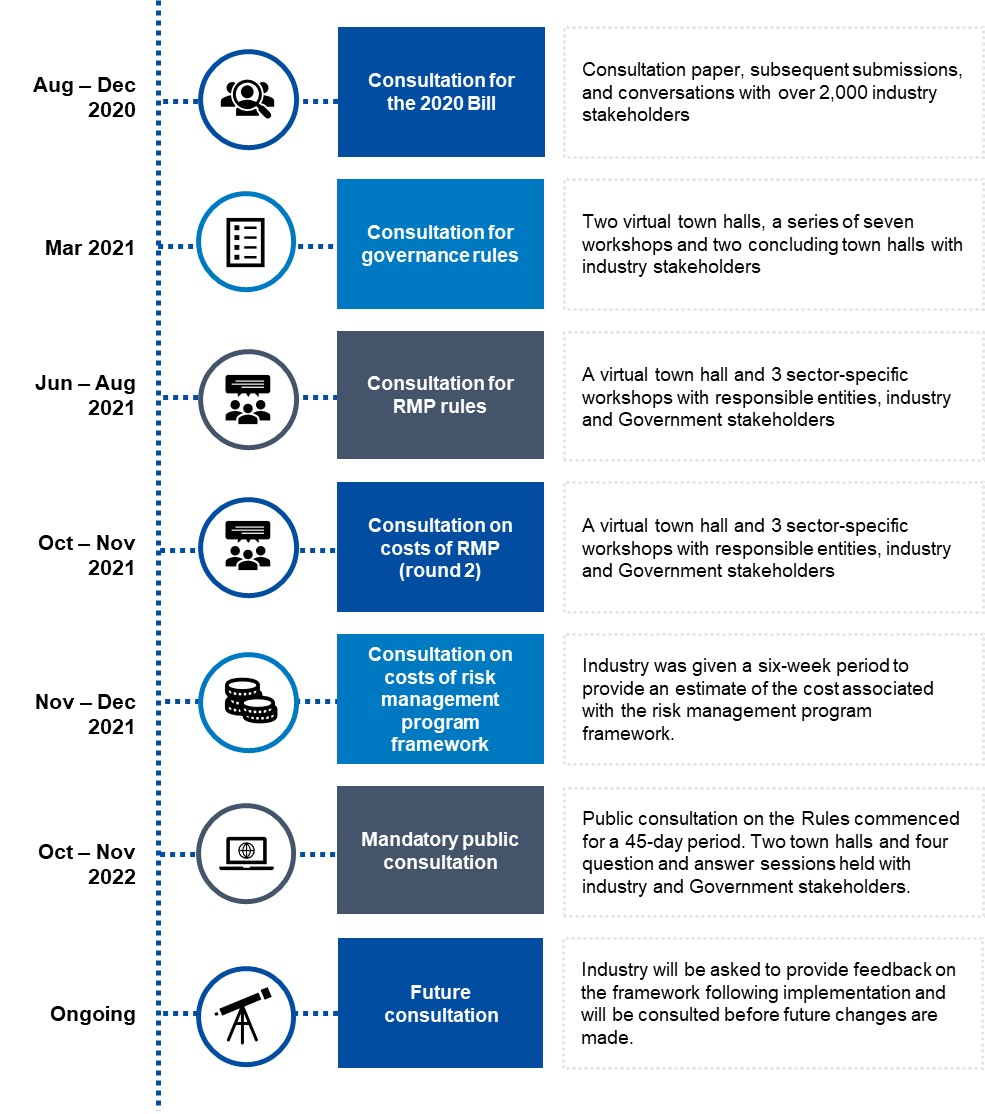 Aug – Dec
2020
Consultation for
the 2020 Bill
Consultation paper, subsequent submissions,
and conversations with over 2,000 industry
stakeholders
Mar 2021
Consultation for
governance rules
Two virtual town halls, a series of seven
workshops and two concluding town halls with
industry stakeholders
Jun – Aug
2021
Consultation for
RMP rules
A virtual town hall and 3 sector-specific
workshops with responsible entities, industry
and Government stakeholders
Oct – Nov
2021
Consultation on
costs of RMP
(round 2)
A virtual town hall and 3 sector-specific
workshops with responsible entities, industry
and Government stakeholders
Nov – Dec
2021
Consultation on
costs of risk
management
program
framework
Industry was given a six-week period to
provide an estimate of the cost associated
with the risk management program
framework.
Oct – Nov
2022
Mandatory public
consultation
Public consultation on the Rules commenced
for a 45-day period. Two town halls and four
question and answer sessions held with
industry and Government stakeholders.
Ongoing
Future
consultation
Industry will be asked to provide feedback on
the framework following implementation and
will be consulted before future changes are
made.